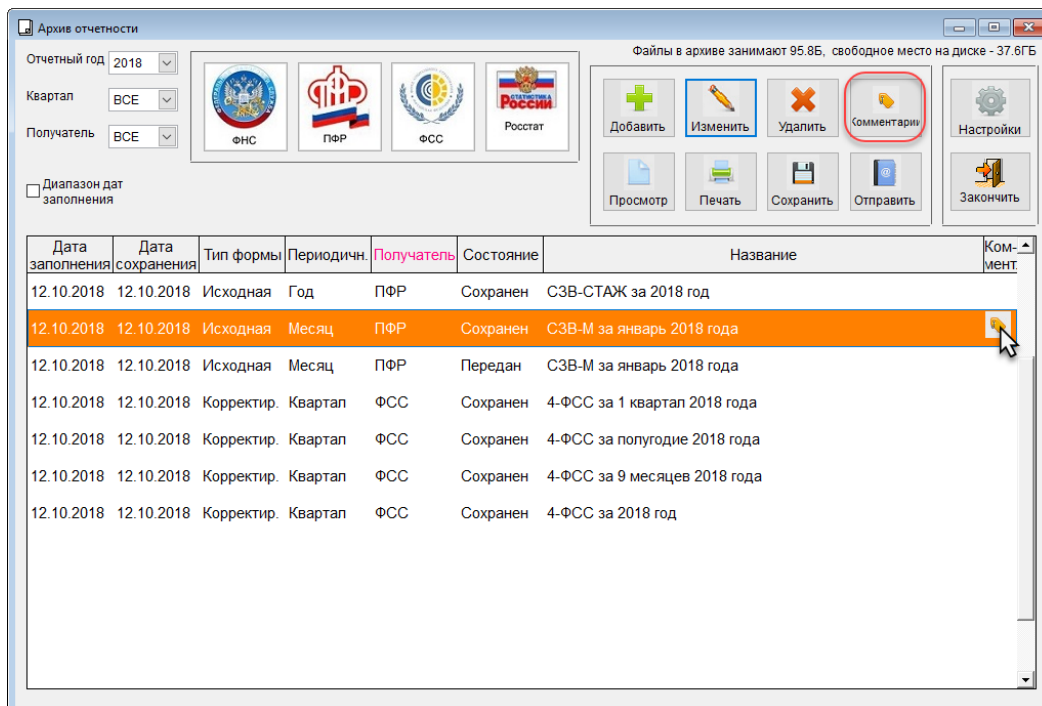 Архив отчетности
Файлы в архиве занимают 95.8Б, свободное место на диске - 37.6ГБ
Отчетный год 2018
Квартал ВСЕ
Получатель ВСЕ
Диапазон дат
заполнения
ФНС ПФР ФСС
СТАТИСТИКА
России
Росстат
Добавить Изменить Удалить Комментарии Настройки
Просмотр Печать Сохранить Отправить Закончить
Дата заполнения Дата сохранения Тип формы Периодичн. Получатель Состояние Название Ком-мент.
12.10.2018 12.10.2018 Исходная Год ПФР Сохранен СЗВ-СТАЖ за 2018 год
12.10.2018 12.10.2018 Исходная Месяц ПФР Сохранен СЗВ-М за январь 2018 года
12.10.2018 12.10.2018 Исходная Месяц ПФР Передан СЗВ-М за январь 2018 года
12.10.2018 12.10.2018 Корректир. Квартал ФСС Сохранен 4-ФСС за 1 квартал 2018 года
12.10.2018 12.10.2018 Корректир. Квартал ФСС Сохранен 4-ФСС за полугодие 2018 года
12.10.2018 12.10.2018 Корректир. Квартал ФСС Сохранен 4-ФСС за 9 месяцев 2018 года
12.10.2018 12.10.2018 Корректир. Квартал ФСС Сохранен 4-ФСС за 2018 год